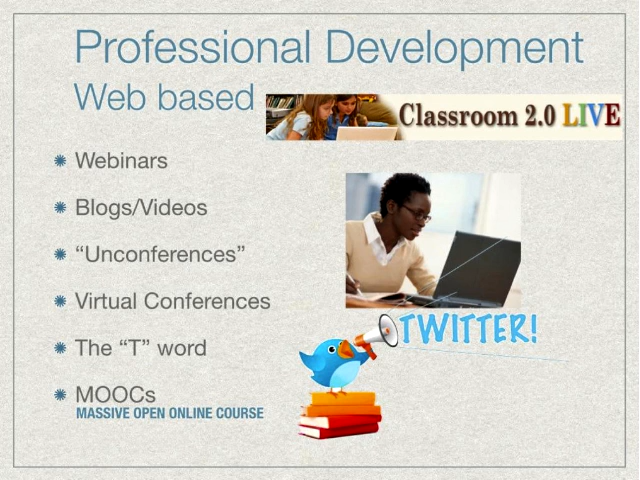 Professional Development
Web based
Classroom 2.0 LIVE
Webinars
Blogs/Videos
“Unconferences”
Virtual Conferences
The “T” word
TWITTER!
MOOCs
MASSIVE OPEN ONLINE COURSE